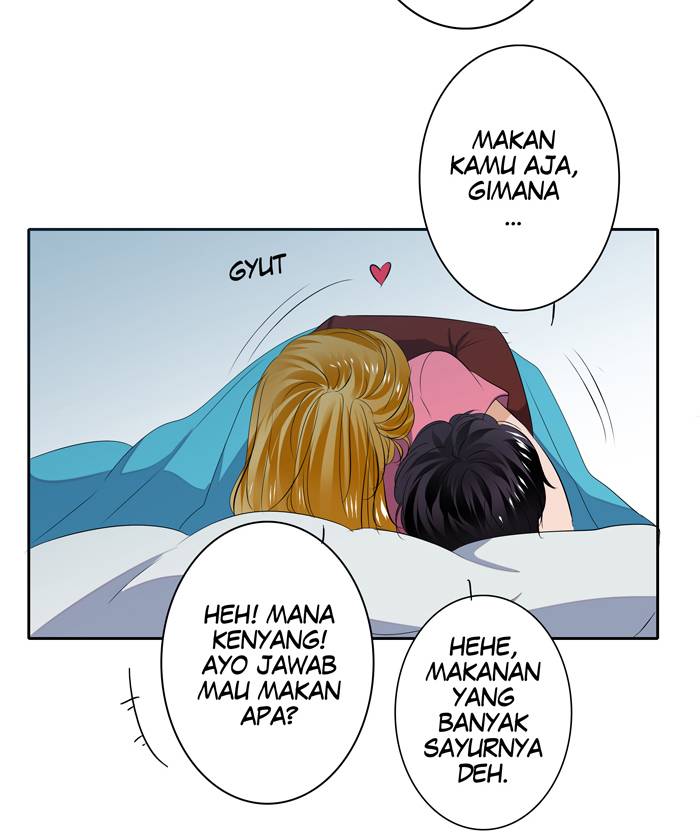 MAKAN
KAMU AJA,
GIMANA
...
GYUT
HEH! MANA
KENYANG!
AYO JAWAB
MAU MAKAN
APA?
HEHE,
MAKANAN
YANG
BANYAK
SAYURNYA
DEH.